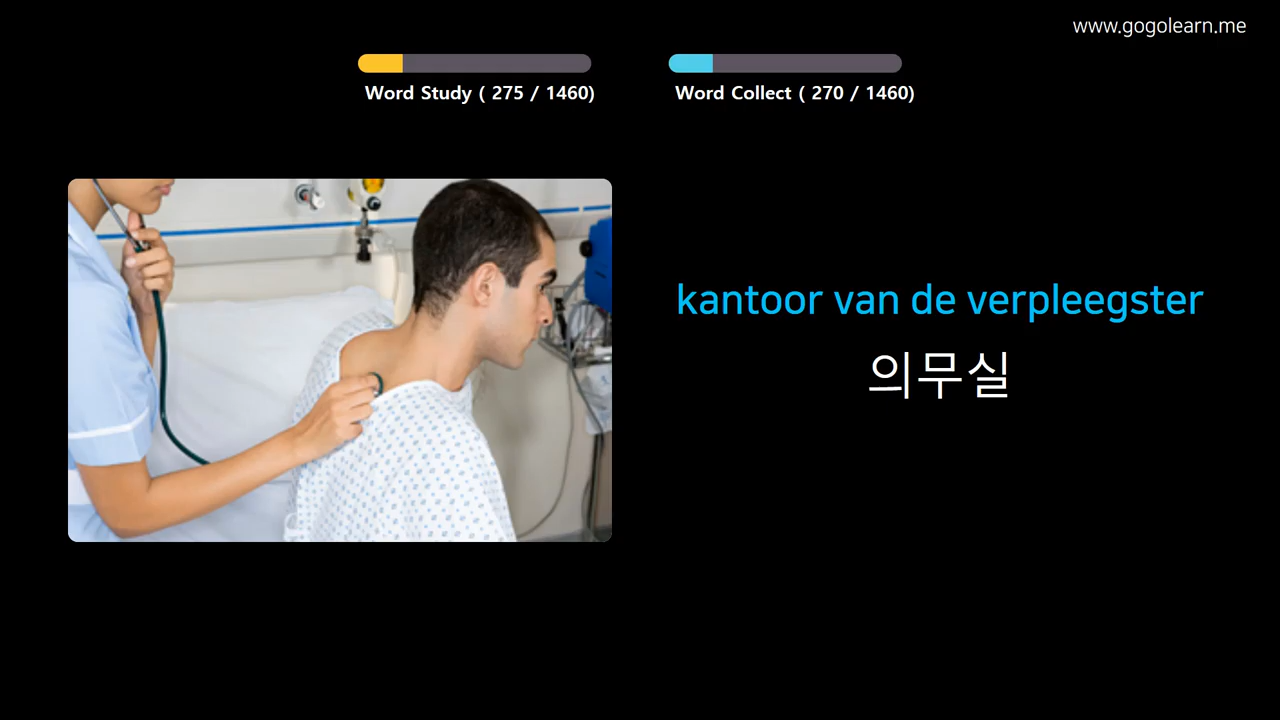 www.gogolearn.me
Word Study ( 275 / 1460)
Word Collect ( 270 / 1460)
kantoor van de verpleegster
의무실